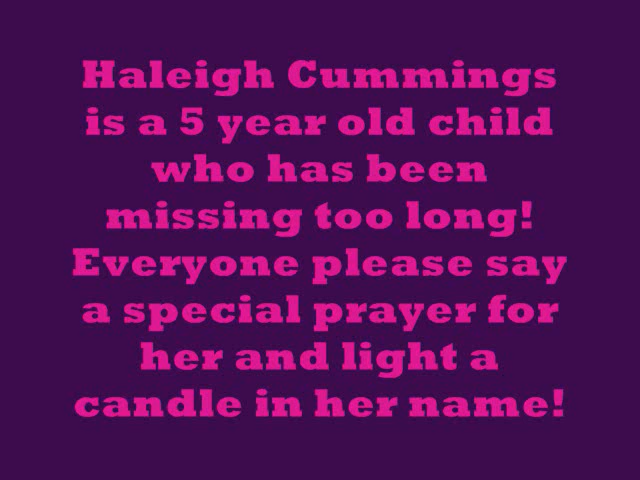 Haleigh Cummings
is a 5 year old child
who has been
missing too long!
Everyone please say
a special prayer for
her and light a
candle in her name!